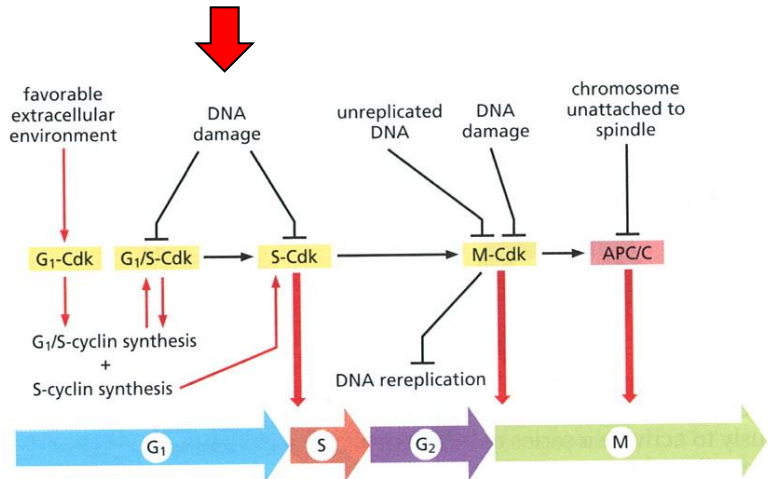 favorable
extracellular
environment
DNA
damage
unreplicated
DNA
DNA
damage
chromosome
unattached to
spindle
G₁-Cdk
G₁/S-Cdk
S-Cdk
M-Cdk
APC/C
G₁/S-cyclin synthesis
+
S-cyclin synthesis
DNA rereplication
G₁
S
G₂
M